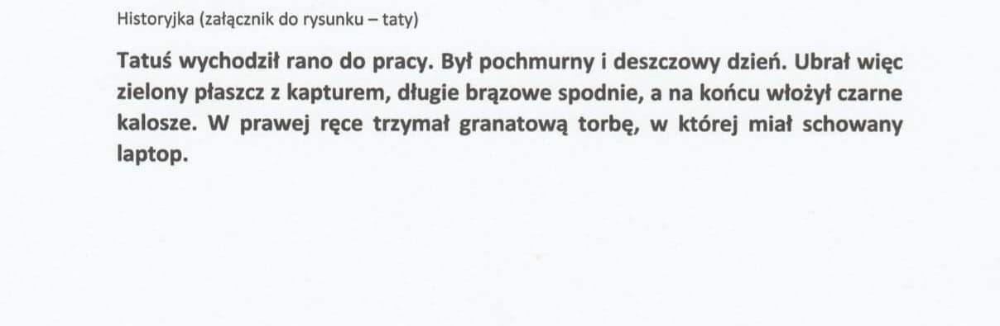 Historyjka (załącznik do rysunku – taty)
Tatuś wychodził rano do pracy. Był pochmurny i deszczowy dzień. Ubrał więc
zielony płaszcz z kapturem, długie brązowe spodnie, a na końcu włożył czarne
kalosze. W prawej ręce trzymał granatową torbę, w której miał schowany
laptop.